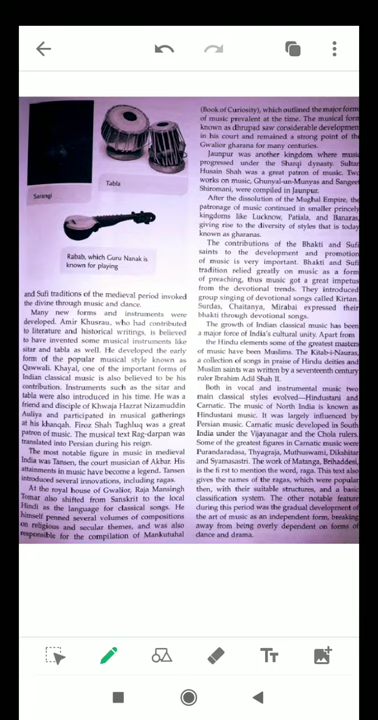 Sarangi
Tabla
Rabab, which Guru Nanak is
known for playing
and Sufi traditions of the medieval period invoked
the divine through music and dance.
Many new forms and instruments were
developed. Amir Khusrau, who had contributed
to literature and historical writings, is believed
to have invented some musical instruments like
sitar and tabla as well. He developed the early
form of the popular musical style known as
Qawwali. Khayal, one of the important forms of
Indian classical music is also believed to be his
contribution. Instruments such as the sitar and
tabla were also introduced in his time. He was a
friend and disciple of Khwaja Hazrat Nizamuddin
Auliya and participated in musical gatherings
at his khanqah. Firoz Shah Tughluq was a great
patron of music. The musical text Rag-darpan was
translated into Persian during his reign.
The most notable figure in music in medieval
India was Tansen, the court musician of Akbar. His
attainments in music have become a legend. Tansen
introduced several innovations, including ragas.
At the royal house of Gwalior, Raja Mansingh
Tomar also shifted from Sanskrit to the local
Hindi as the language for classical songs. He
himself penned several volumes of compositions
on religious and secular themes, and was also
responsible for the compilation of Mankutuhal
(Book of Curiosity), which outlined the major form
of music prevalent at the time. The musical form
known as dhrupad saw considerable developmen
in his court and remained a strong point of the
Gwalior gharana for many centuries.
Jaunpur was another kingdom where music
progressed under the Sharqi dynasty. Sultan
Husain Shah was a great patron of music. Two
works on music, Ghunyal-un-Munyas and Sangeet
Shiromani, were compiled in Jaunpur.
After the dissolution of the Mughal Empire, the
patronage of music continued in smaller princely
kingdoms like Lucknow, Patiala, and Banaras,
giving rise to the diversity of styles that is today
known as gharanas.
The contributions of the Bhakti and Sufi
saints to the development and promotion
of music is very important. Bhakti and Sufi
tradition relied greatly on music as a form
of preaching, thus music got a great impetus
from the devotional trends. They introduced
group singing of devotional songs called Kirtan.
Surdas, Chaitanya, Mirabai expressed their
bhakti through devotional songs.
The growth of Indian classical music has been
a major force of India's cultural unity. Apart from
the Hindu elements some of the greatest masters
of music have been Muslims. The Kitab-i-Nauras,
a collection of songs in praise of Hindu deities and
Muslim saints was written by a seventeenth century
ruler Ibrahim Adil Shah II.
Both in vocal and instrumental music two
main classical styles evolved—Hindustani and
Carnatic. The music of North India is known as
Hindustani music. It was largely influenced by
Persian music. Carnatic music developed in South
India under the Vijayanagar and the Chola rulers.
Some of the greatest figures in Carnatic music were
Purandaradasa, Thyagraja, Muthuswami, Dikshitar
and Syamasastri. The work of Matanga, Brihaddesi,
is the fi rst to mention the word, raga. This text also
gives the names of the ragas, which were popular
then, with their suitable structures, and a basic
classification system. The other notable feature
during this period was the gradual development of
the art of music as an independent form, breaking
away from being overly dependent on forms of
dance and drama.
Tт